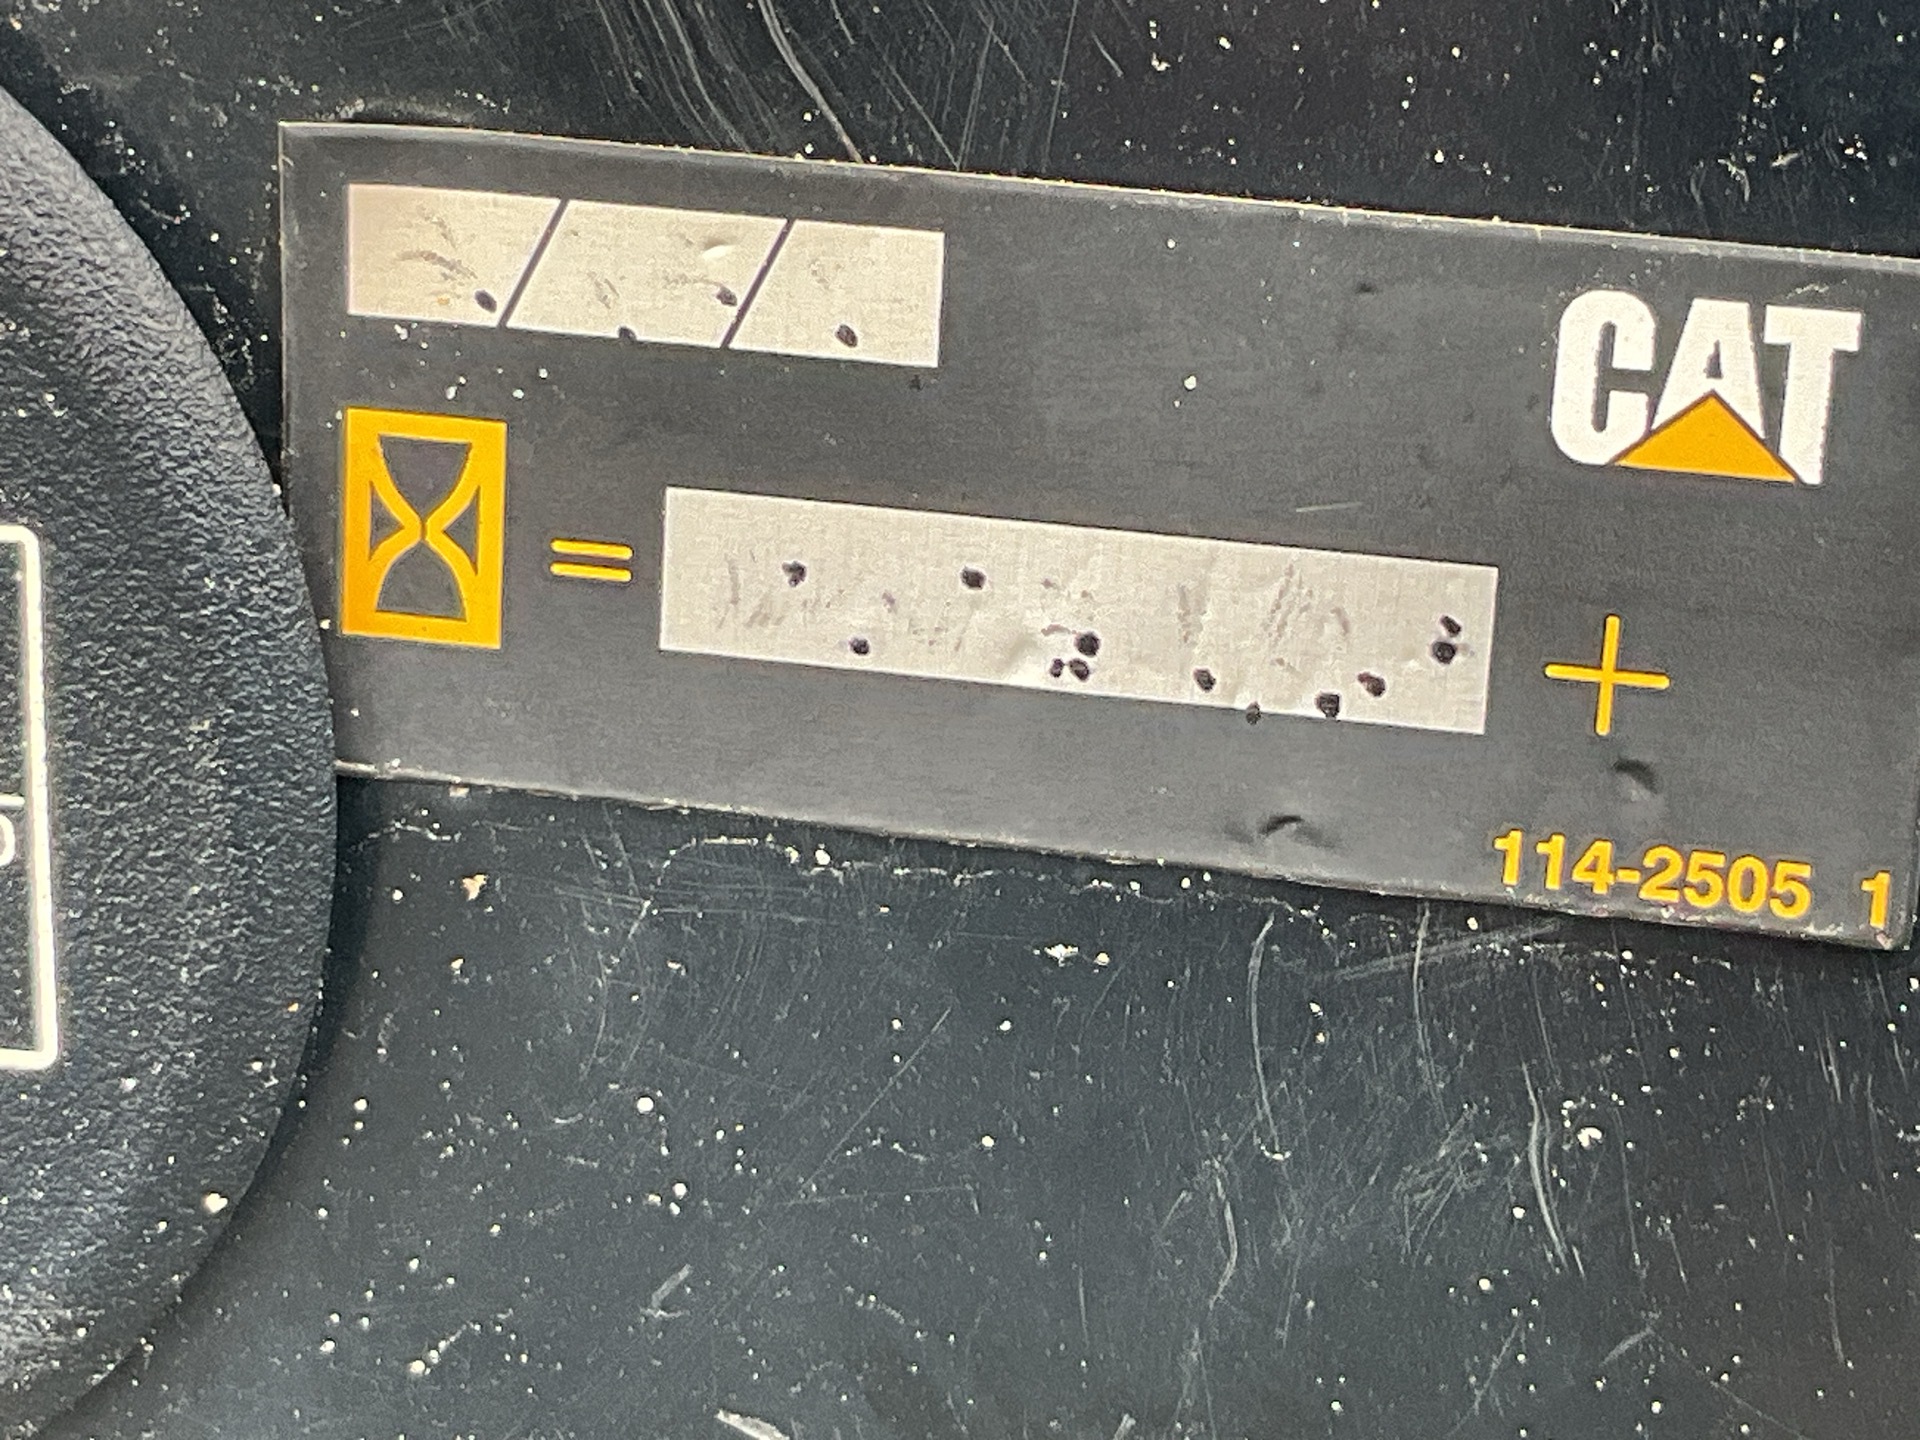 CAT
= +
114-2505 1